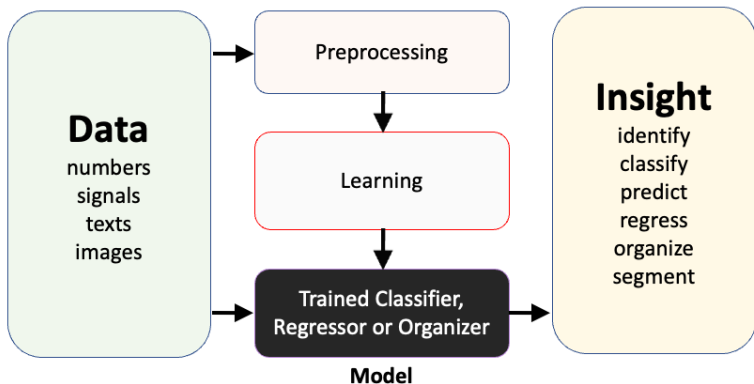 Data
numbers
signals
texts
images
Preprocessing
Learning
Trained Classifier,
Regressor or Organizer
Model
Insight
identify
classify
predict
regress
organize
segment